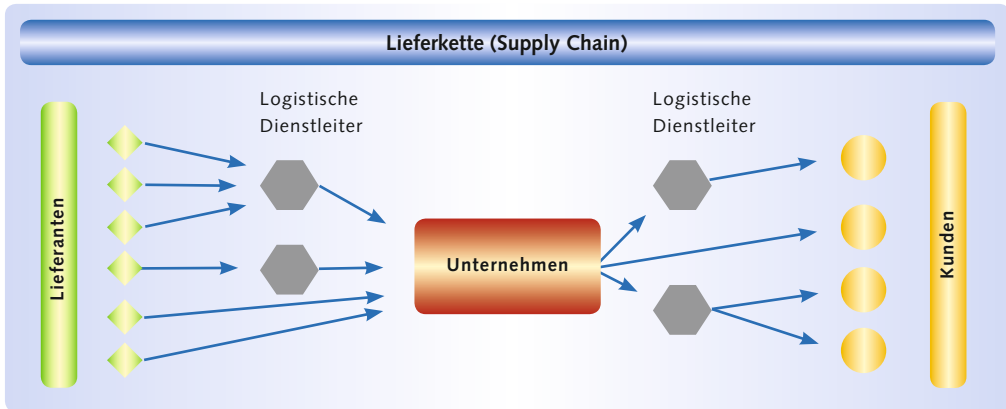 Lieferkette (Supply Chain)
Logistische
Dienstleiter
Logistische
Dienstleiter
Lieferanten
Unternehmen
Kunden